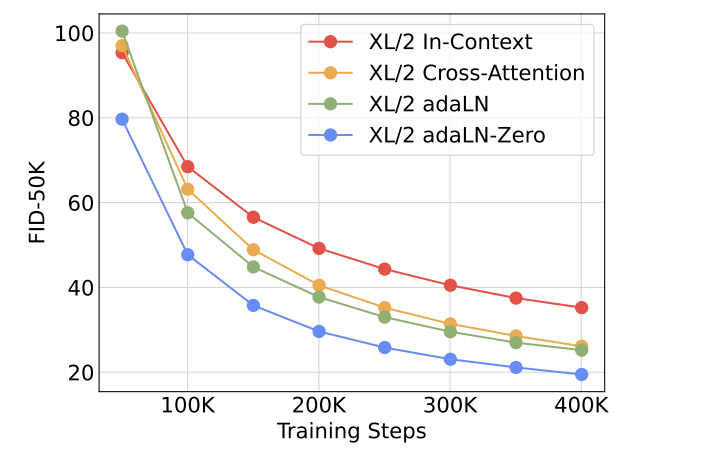 XL/2 In-Context
XL/2 Cross-Attention
XL/2 adaLN
XL/2 adaLN-Zero
FID-50K
100
80
60
40
20
100K 200K 300K 400K
Training Steps